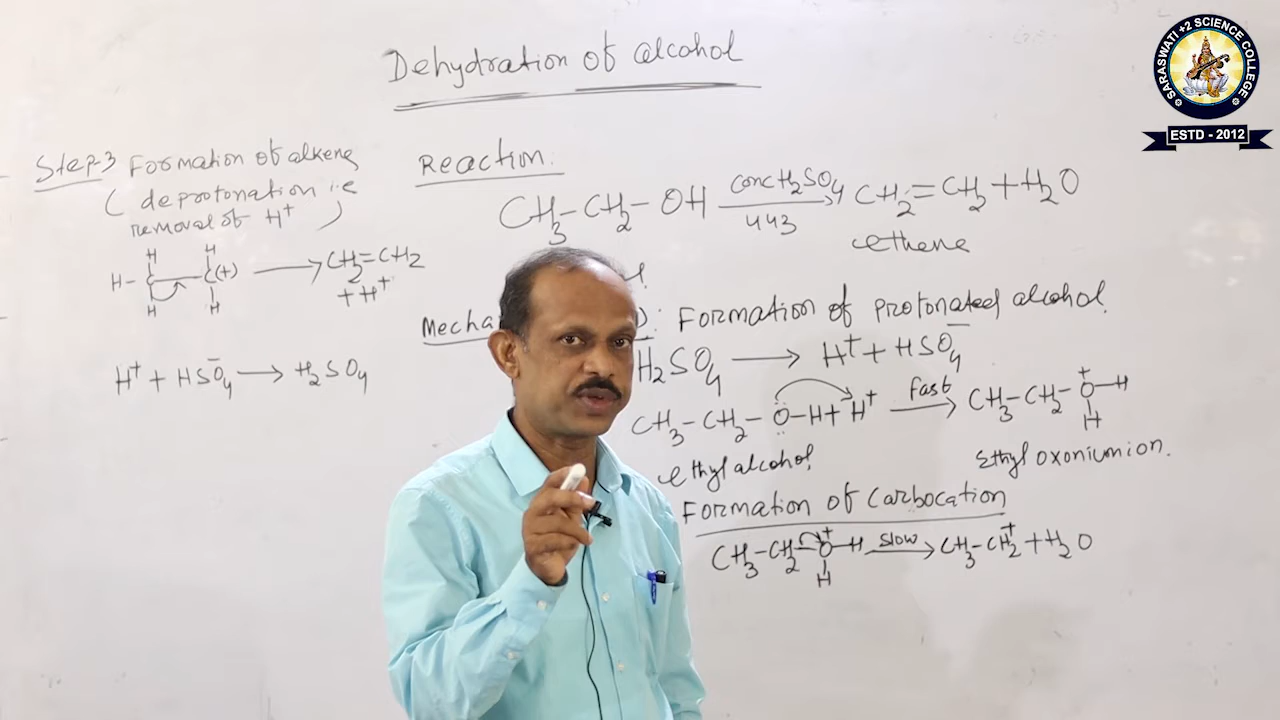 Dehydration of alcohol
SARASWATI +2 SCIENCE COLLEGE
ESTD - 2012
Step-3 Formation of alkene
( deprotonation i.e
removal of H⁺ )
H H
H-C-C(+) → CH₂=CH₂
H H
+ H⁺
H⁺ + HSO₄⁻ → H₂SO₄
Reaction:
CH₃-CH₂-OH conc H₂SO₄ → 443 CH₂=CH₂+H₂O
ethene
Mecha : Formation of protonated alcohol
H₂SO₄ → H⁺ + HSO₄⁻
CH₃-CH₂-Ö-H + H⁺ fast → CH₃-CH₂-O⁺-H
H
ethyl alcohol Ethyl oxonium ion.
Formation of Carbocation
CH₃-CH₂-O⁺-H slow → CH₃-CH₂⁺ + H₂O
H